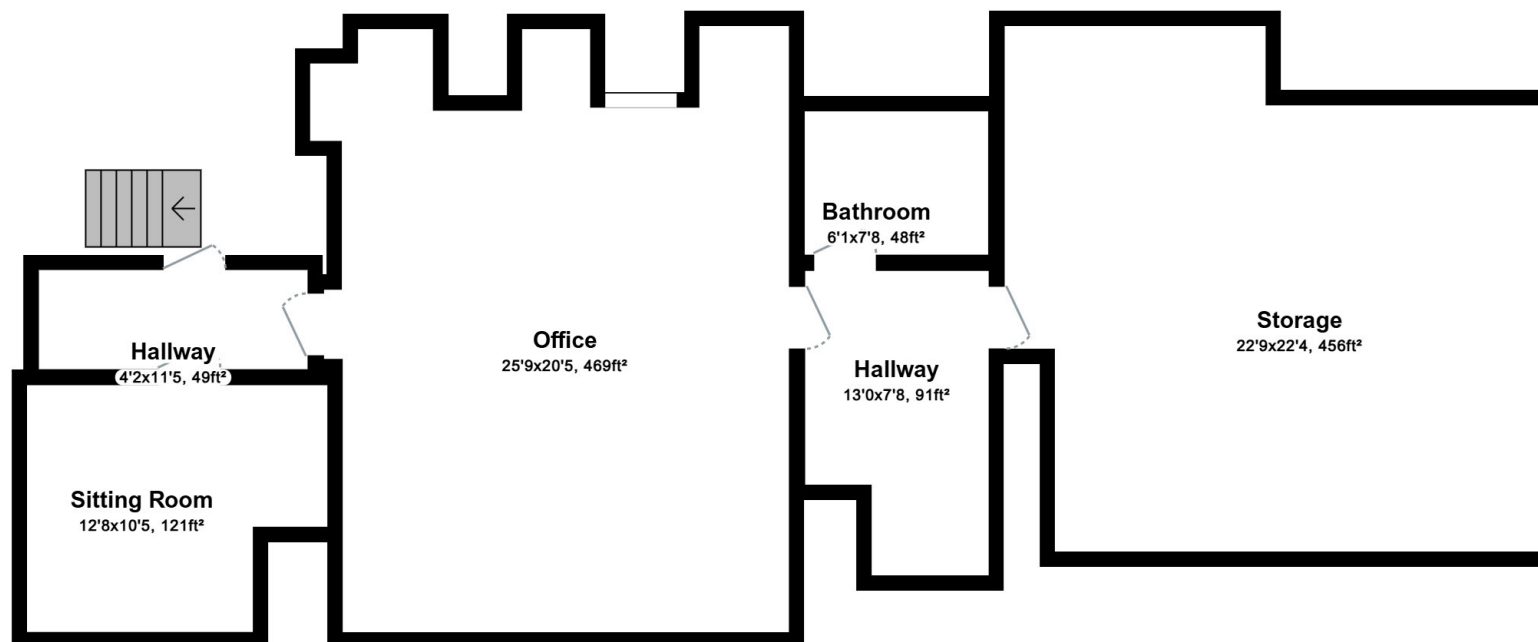 Bathroom
6'1x7'8, 48ft²
Storage
22'9x22'4, 456ft²
Office
25'9x20'5, 469ft²
Hallway
4'2x11'5, 49ft²
Hallway
13'0x7'8, 91ft²
Sitting Room
12'8x10'5, 121ft²